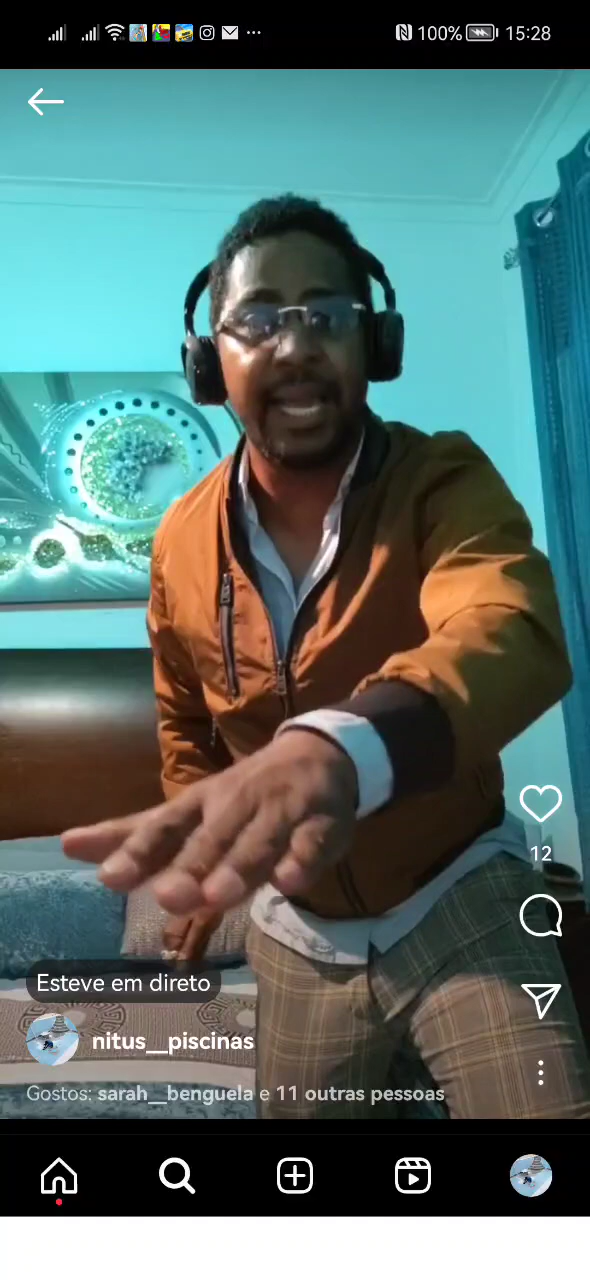 100% 15:28
12
Esteve em direto
nitus__piscinas
Gostos: sarah__benguela e 11 outras pessoas